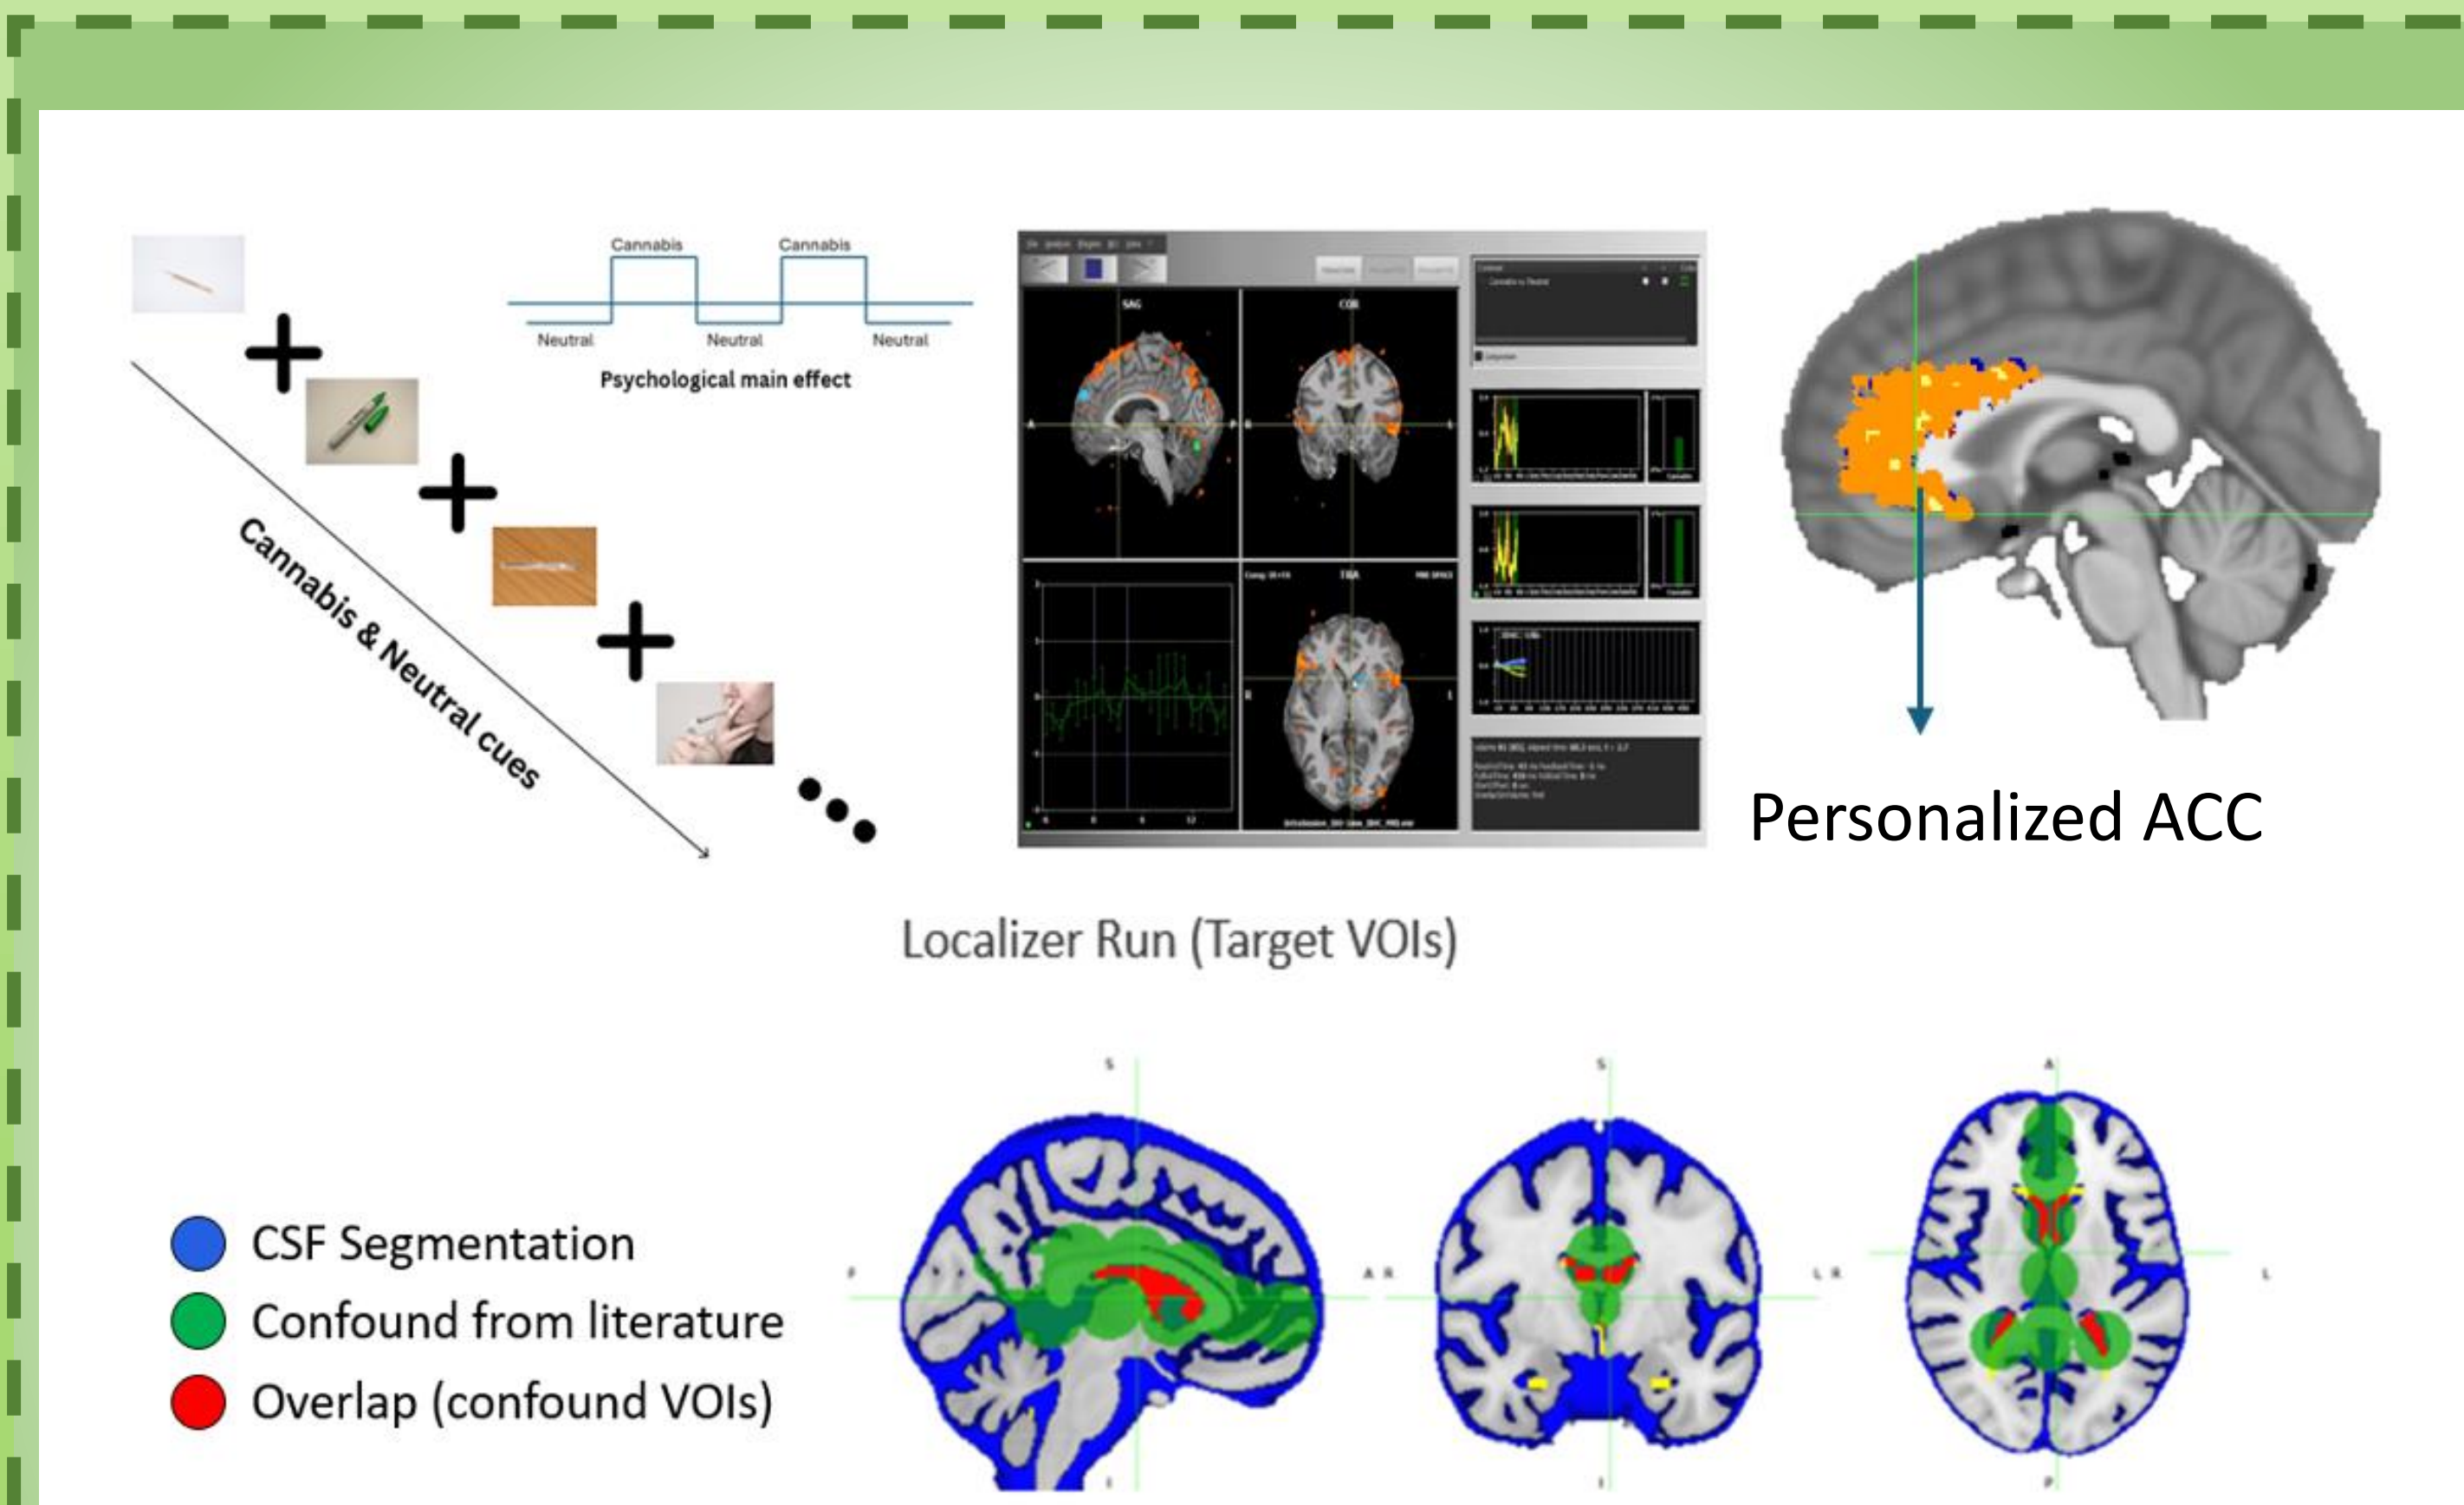 Cannabis
Cannabis
Neutral
Neutral
Neutral
Psychological main effect
Cannabis & Neutral cues
SAG
COR
A
P
R
L
TRA
R
L
Personalized ACC
Localizer Run (Target VOIs)
CSF Segmentation
Confound from literature
Overlap (confound VOIs)
S
S
A
A R
L R
L
P